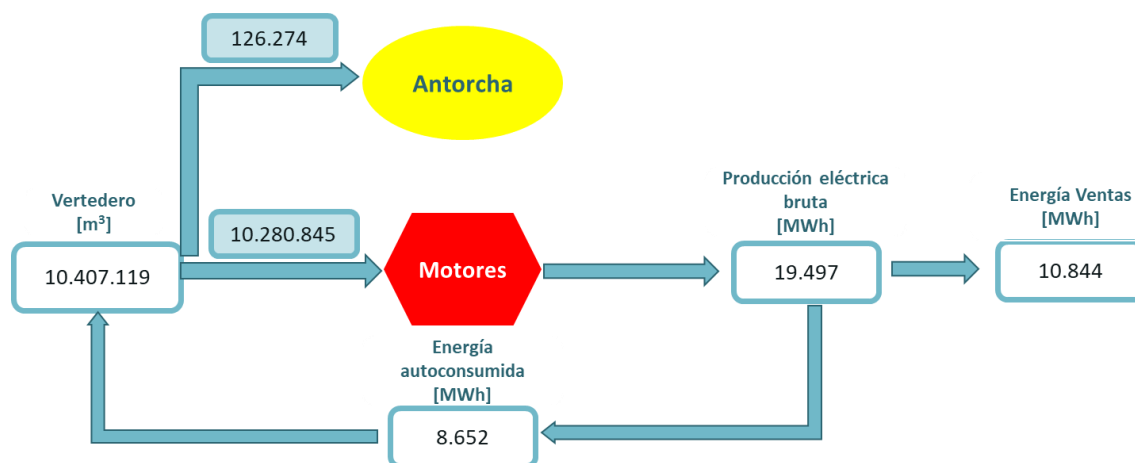 126.274
Antorcha
Vertedero
[m³]
10.407.119
10.280.845
Motores
Producción eléctrica
bruta
[MWh]
19.497
Energía Ventas
[MWh]
10.844
Energía
autoconsumida
[MWh]
8.652